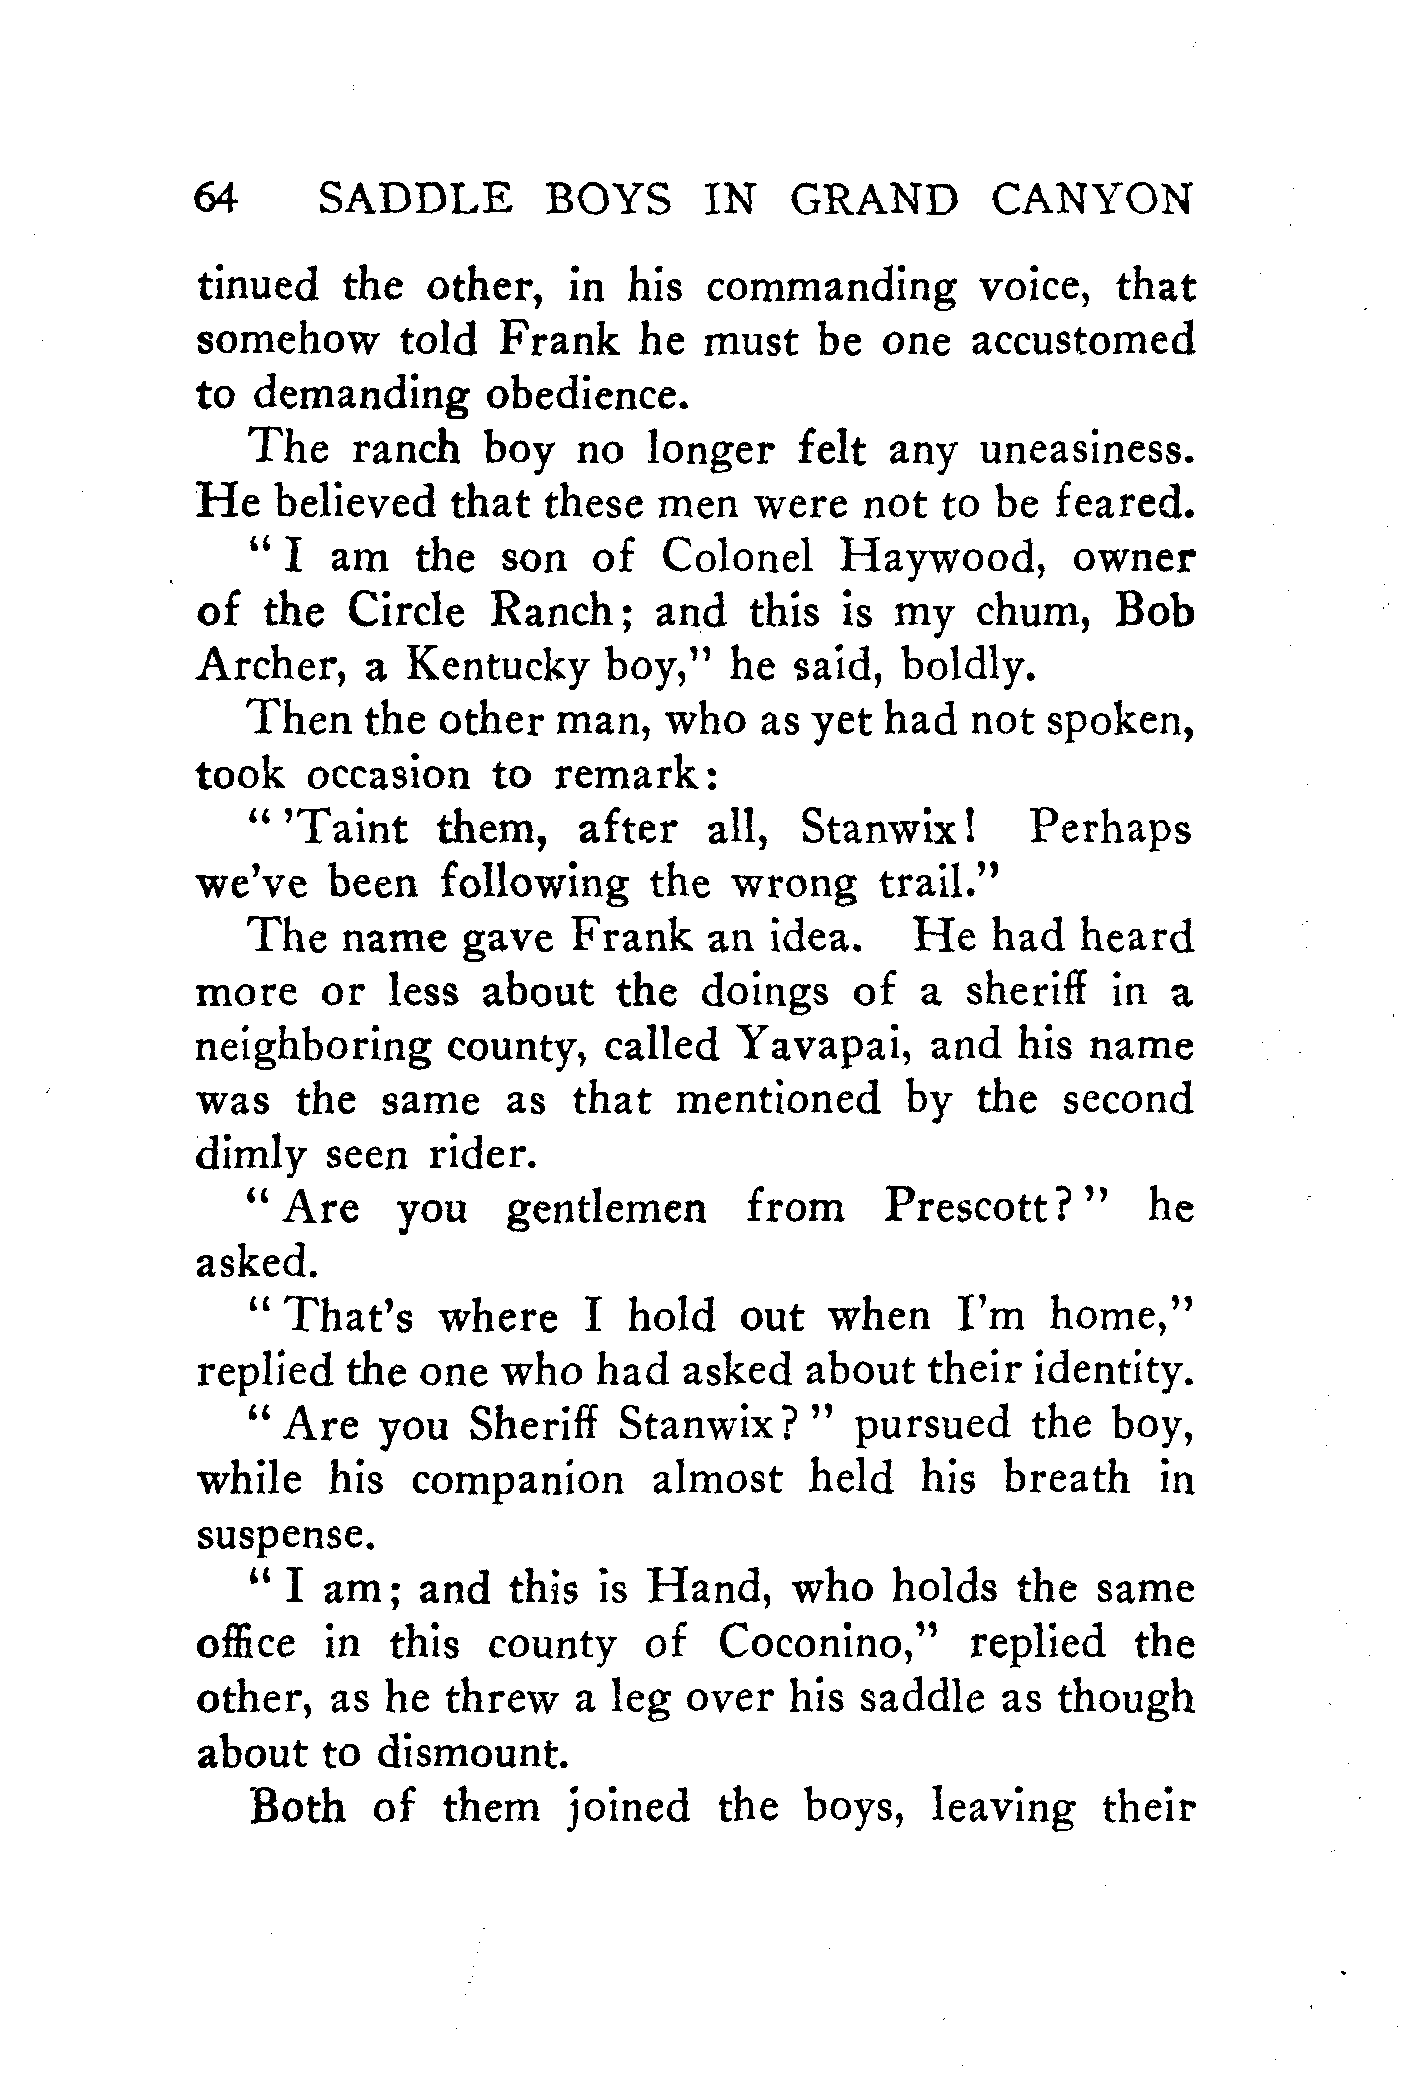 64 SADDLE BOYS IN GRAND CANYON
tinued the other, in his commanding voice, that
somehow told Frank he must be one accustomed
to demanding obedience.
The ranch boy no longer felt any uneasiness.
He believed that these men were not to be feared.
“ I am the son of Colonel Haywood, owner
of the Circle Ranch; and this is my chum, Bob
Archer, a Kentucky boy,” he said, boldly.
Then the other man, who as yet had not spoken,
took occasion to remark:
“ ’Taint them, after all, Stanwix! Perhaps
we’ve been following the wrong trail.”
The name gave Frank an idea. He had heard
more or less about the doings of a sheriff in a
neighboring county, called Yavapai, and his name
was the same as that mentioned by the second
dimly seen rider.
“ Are you gentlemen from Prescott? ” he
asked.
“ That’s where I hold out when I’m home,”
replied the one who had asked about their identity.
“ Are you Sheriff Stanwix? ” pursued the boy,
while his companion almost held his breath in
suspense.
“ I am; and this is Hand, who holds the same
office in this county of Coconino,” replied the
other, as he threw a leg over his saddle as though
about to dismount.
Both of them joined the boys, leaving their